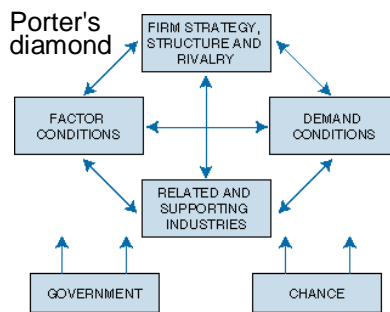 Porter's
diamond
FIRM STRATEGY,
STRUCTURE AND
RIVALRY
FACTOR
CONDITIONS
DEMAND
CONDITIONS
RELATED AND
SUPPORTING
INDUSTRIES
GOVERNMENT
CHANCE